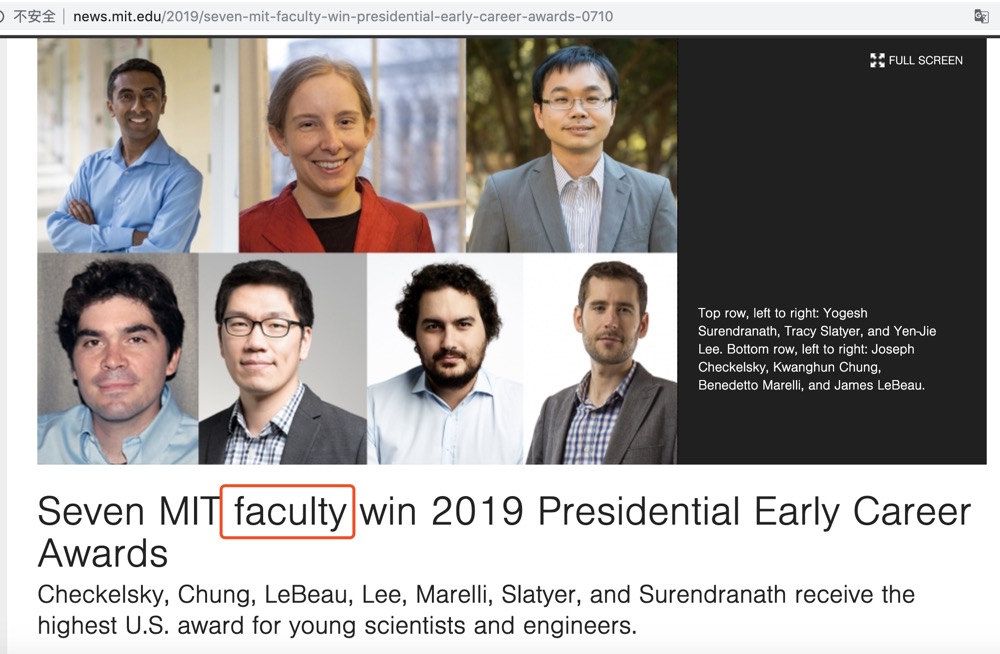 不安全
news.mit.edu/2019/seven-mit-faculty-win-presidential-early-career-awards-0710
FULL SCREEN
Top row, left to right: Yogesh
Surendranath, Tracy Slatyer, and Yen-Jie
Lee. Bottom row, left to right: Joseph
Checkelsky, Kwanghun Chung,
Benedetto Marelli, and James LeBeau.
Seven MIT faculty win 2019 Presidential Early Career
Awards
Checkelsky, Chung, LeBeau, Lee, Marelli, Slatyer, and Surendranath receive the
highest U.S. award for young scientists and engineers.